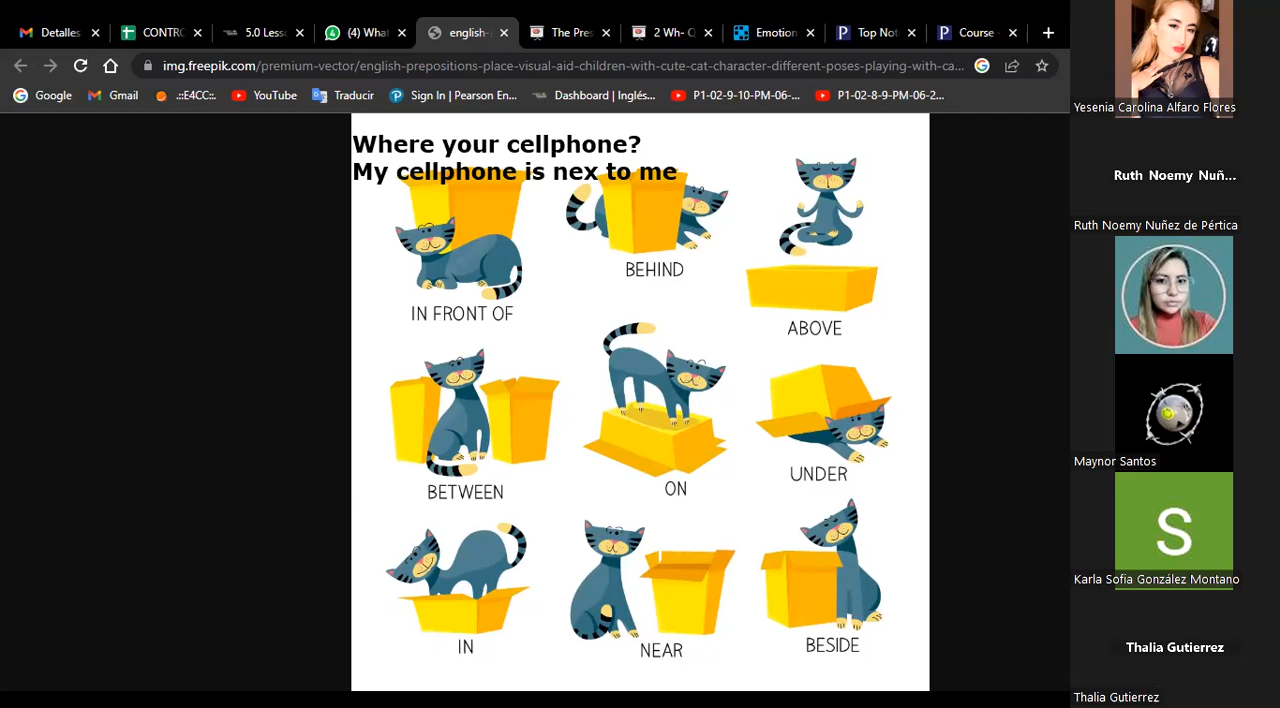 Detalles
CONTRO
5.0 Less
(4) What
english-
The Pres
2 Wh- Q
Emotion
Top Not
Course -
img.freepik.com/premium-vector/english-prepositions-place-visual-aid-children-with-cute-cat-character-different-poses-playing-with-ca...
Google
Gmail
.::E4CC::.
YouTube
Traducir
Sign In | Pearson En...
Dashboard | Inglés...
P1-02-9-10-PM-06-...
P1-02-8-9-PM-06-2...
Where your cellphone?
My cellphone is nex to me
IN FRONT OF
BEHIND
ABOVE
BETWEEN
ON
UNDER
IN
NEAR
BESIDE
Yesenia Carolina Alfaro Flores
Ruth Noemy Nuñ...
Ruth Noemy Nuñez de Pértica
Maynor Santos
S
Karla Sofia González Montano
Thalia Gutierrez
Thalia Gutierrez